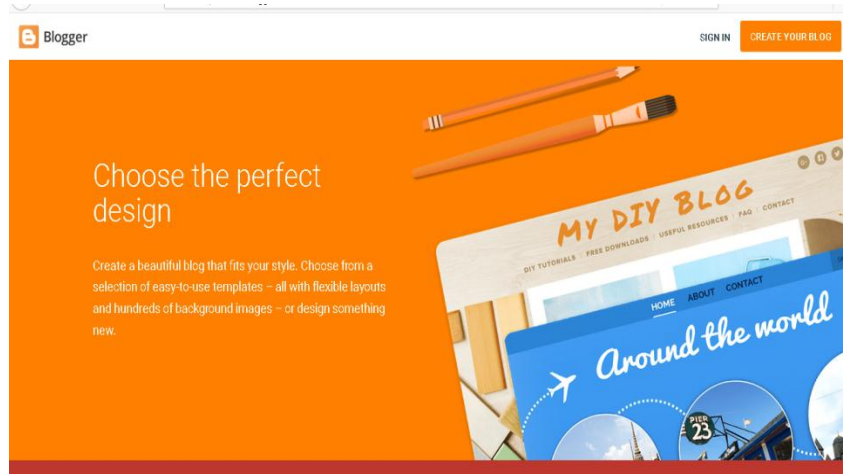 Blogger
SIGN IN
CREATE YOUR BLOG
Choose the perfect
design
Create a beautiful blog that fits your style. Choose from a
selection of easy-to-use templates – all with flexible layouts
and hundreds of background images – or design something
new.
MY DIY BLOG
DIY TUTORIALS | FREE DOWNLOADS | USEFUL RESOURCES | FAQ | CONTACT
HOME ABOUT CONTACT
Around the world
PIER
23